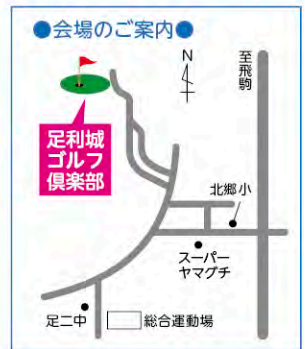 ●会場のご案内●
N
至飛駒
足利城
ゴルフ
倶楽部
北郷小
スーパー
ヤマグチ
足二中
総合運動場